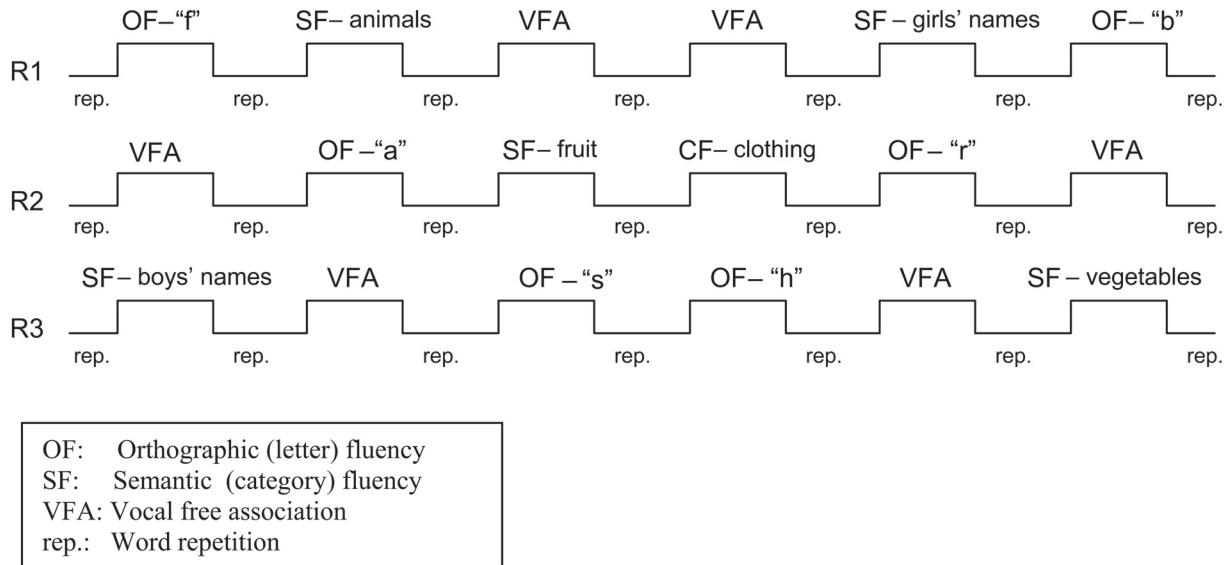 OF–“f” SF– animals VFA VFA SF– girls’ names OF– “b”
R1
rep. rep. rep. rep. rep. rep. rep.
VFA OF–“a” SF– fruit CF– clothing OF– “r” VFA
R2
rep. rep. rep. rep. rep. rep. rep.
SF– boys’ names VFA OF –“s” OF– “h” VFA SF– vegetables
R3
rep. rep. rep. rep. rep. rep. rep.
OF: Orthographic (letter) fluency
SF: Semantic (category) fluency
VFA: Vocal free association
rep.: Word repetition